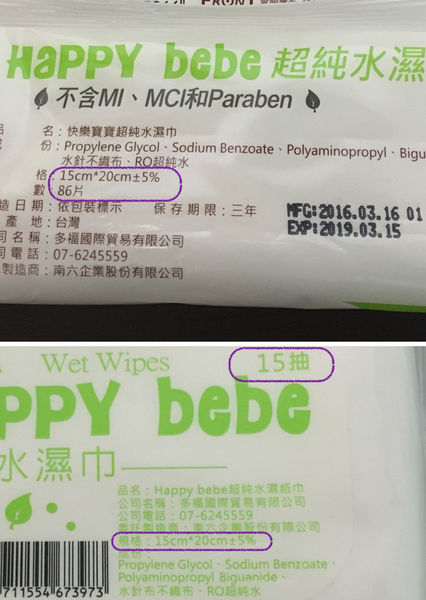 FRONT
HaPPY bebe 超純水濕
不含MI、MCI和Paraben
品 名：快樂寶寶超純水濕巾
份：Propylene Glycol、Sodium Benzoate、Polyaminopropyl、Bigu
水針不織布、RO超純水
格：15cm*20cm±5%
數 86片
造日期：依包裝標示 保存期限：三年
MFG:2016.03.16 01
EXP:2019.03.15
產 地：台灣
司名稱：多福國際貿易有限公司
司電話：07-6245559
製造商：南六企業股份有限公司
Wet Wipes 15抽
PPY bebe
水濕巾
品名：Happy bebe超純水濕紙巾
公司名稱：多福國際貿易有限公司
公司電話：07-6245559
委託製造商：南六企業股份有限公司
規格：15cm*20cm±5%
成份：
Propylene Glycol、Sodium Benzoate、
Polyaminopropyl Biguanide、
水針布不織布、RO超純水
711554 673973